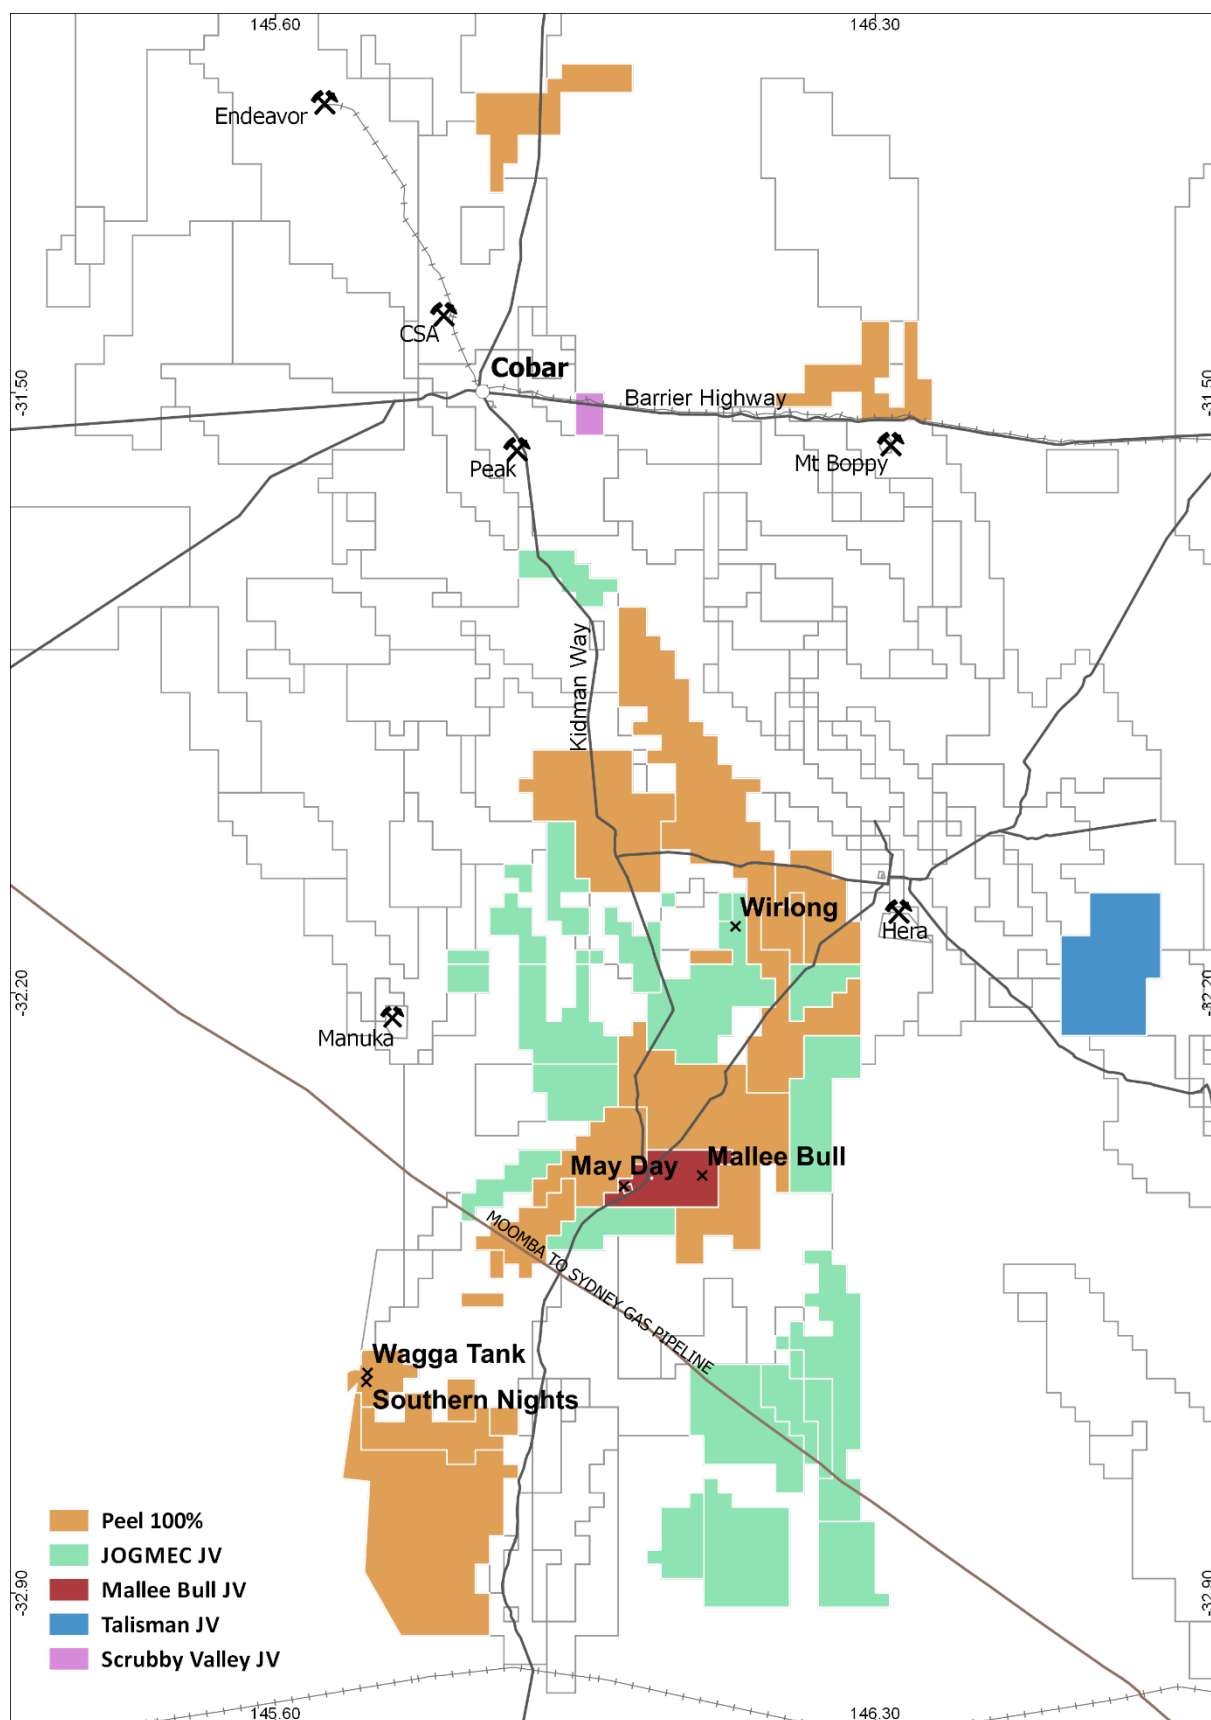 145.60
146.30
Endeavor
CSA
Cobar
-31.50
-31.50
Barrier Highway
Peak
Mt Boppy
Kidman Way
Wirlong
Hera
-32.20
-32.20
Manuka
May Day
Mallee Bull
MOOMBA TO SYDNEY GAS PIPELINE
Wagga Tank
Southern Nights
Peel 100%
JOGMEC JV
Mallee Bull JV
Talisman JV
Scrubby Valley JV
-32.90
-32.90
145.60
146.30